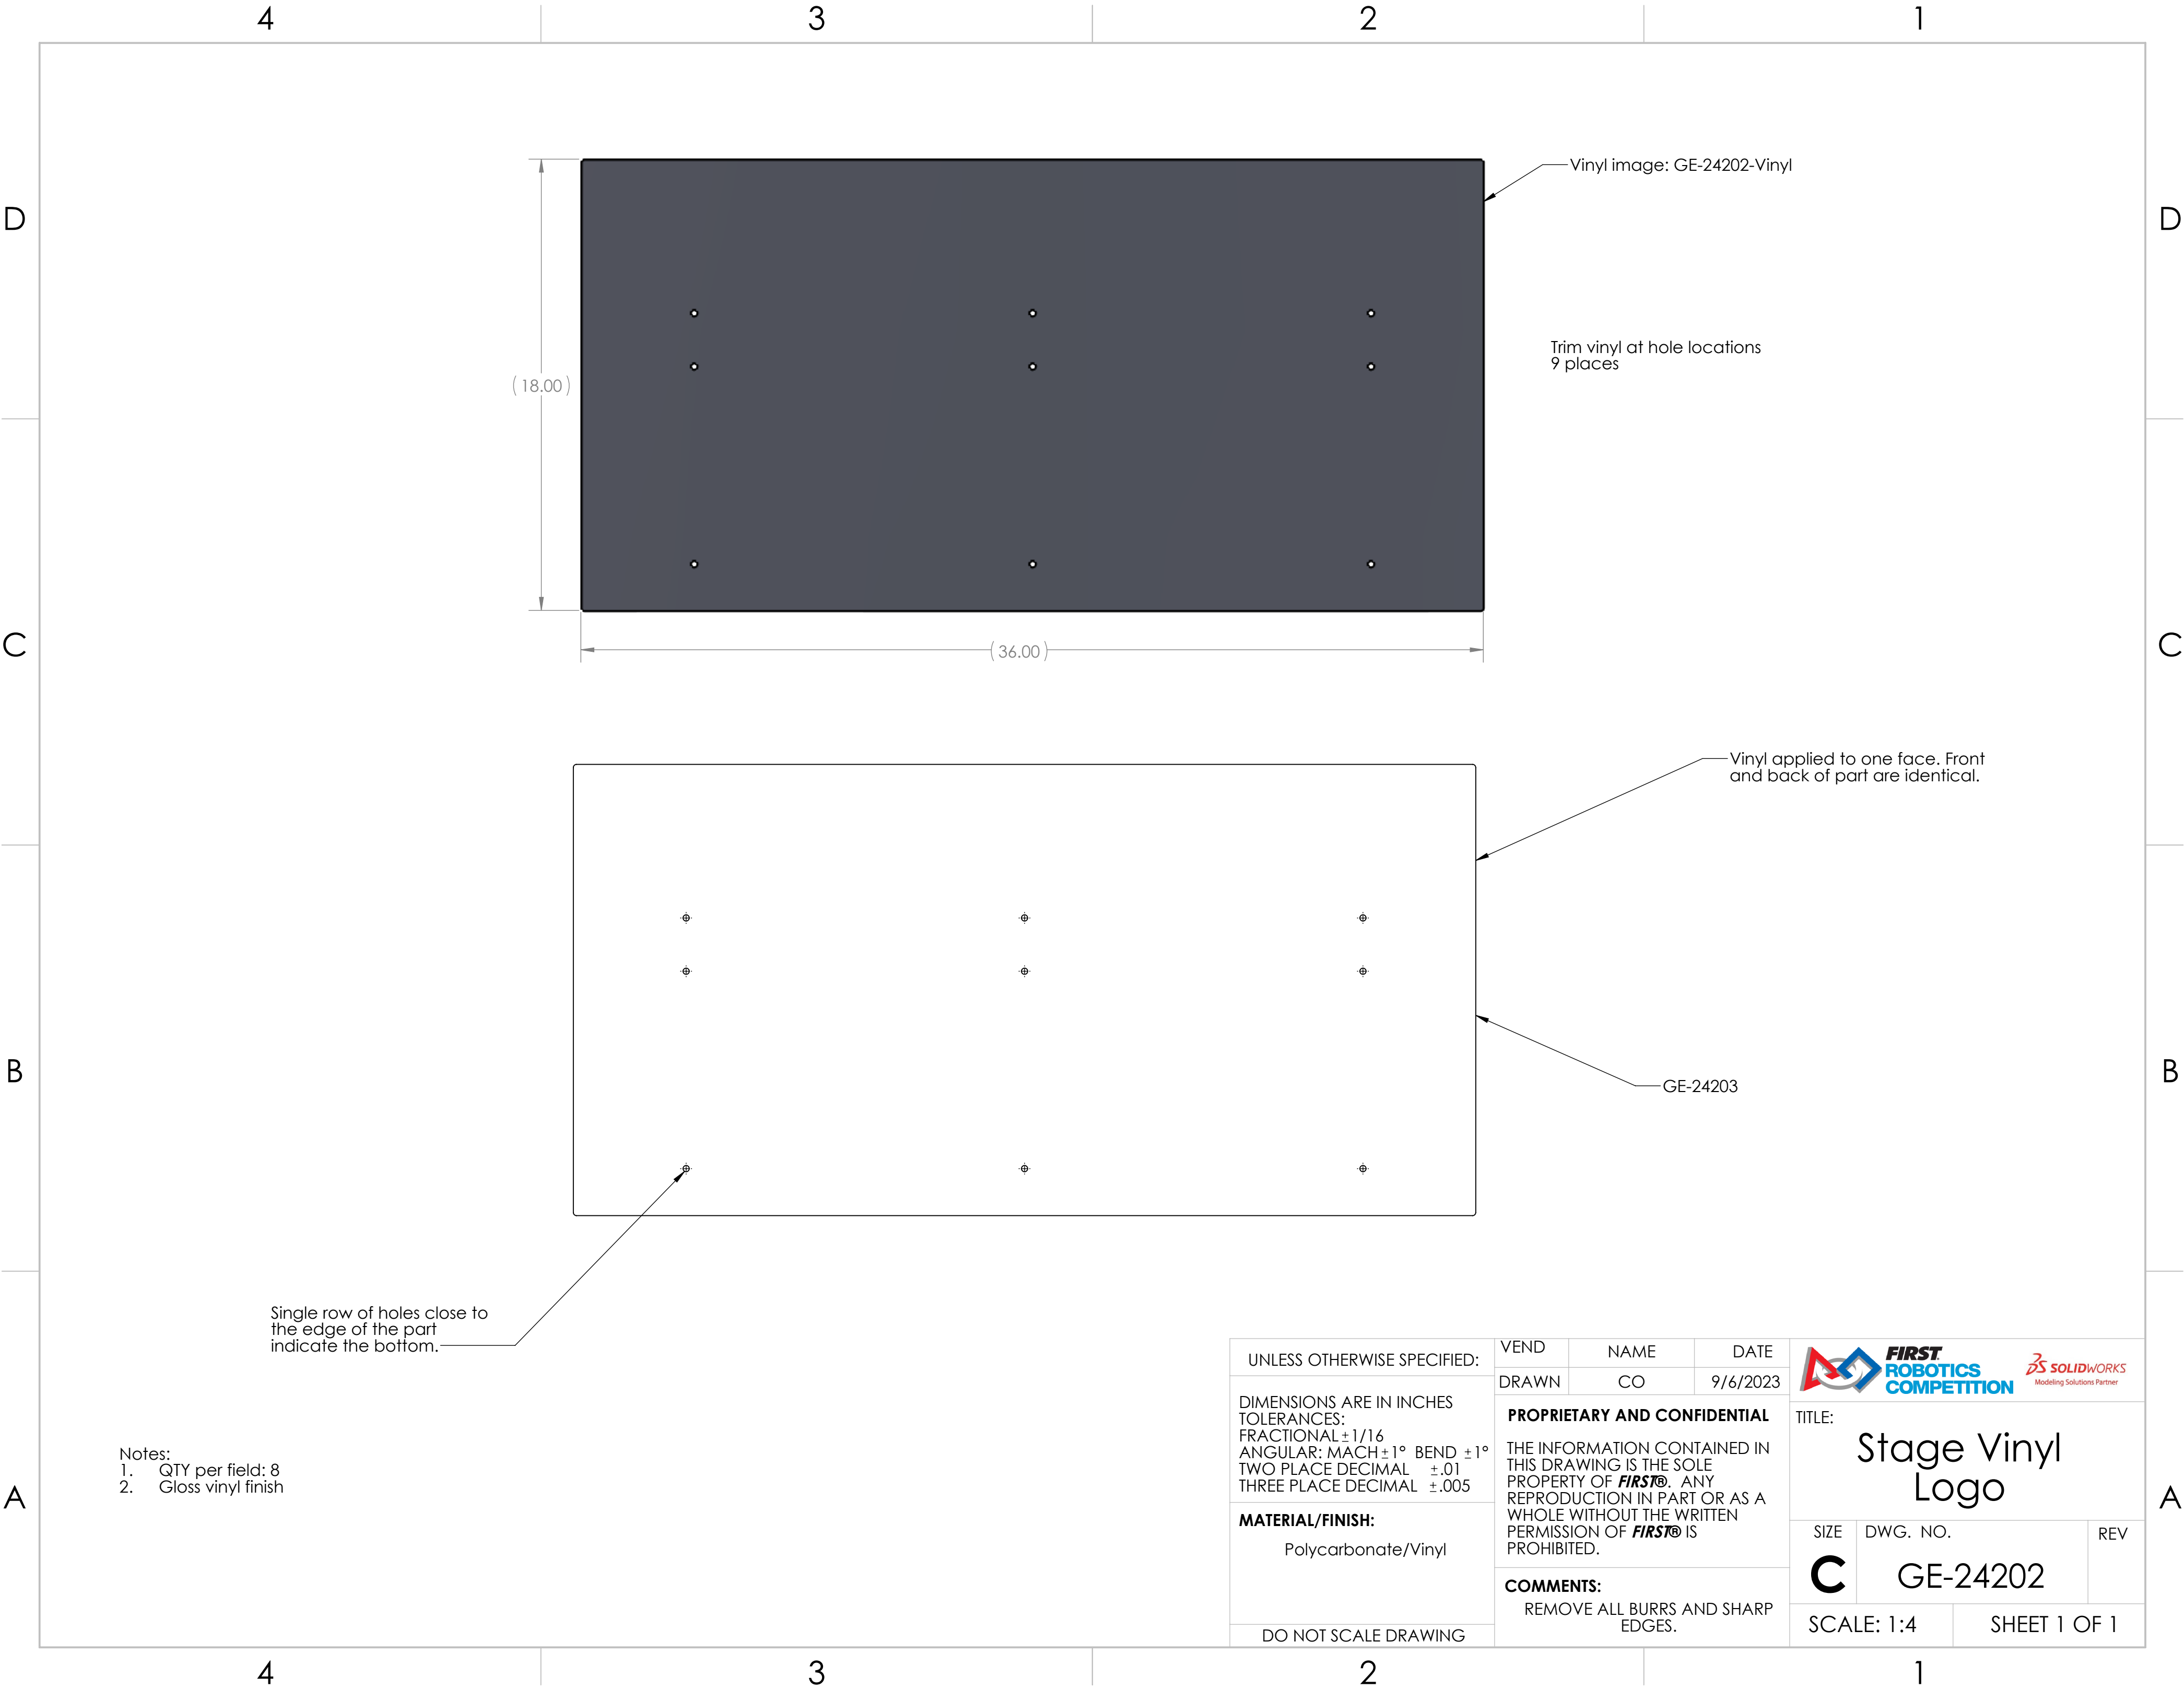 4 3 2 1
D D
Vinyl image: GE-24202-Vinyl
Trim vinyl at hole locations
9 places
(18.00)
C C
(36.00)
Vinyl applied to one face. Front
and back of part are identical.
B B
GE-24203
Single row of holes close to
the edge of the part
indicate the bottom.
A A
Notes:
1. QTY per field: 8
2. Gloss vinyl finish
UNLESS OTHERWISE SPECIFIED:
DIMENSIONS ARE IN INCHES
TOLERANCES:
FRACTIONAL±1/16
ANGULAR: MACH±1° BEND ±1°
TWO PLACE DECIMAL ±.01
THREE PLACE DECIMAL ±.005
MATERIAL/FINISH:
Polycarbonate/Vinyl
DO NOT SCALE DRAWING
VEND NAME DATE
DRAWN CO 9/6/2023
PROPRIETARY AND CONFIDENTIAL
THE INFORMATION CONTAINED IN
THIS DRAWING IS THE SOLE
PROPERTY OF FIRST®. ANY
REPRODUCTION IN PART OR AS A
WHOLE WITHOUT THE WRITTEN
PERMISSION OF FIRST® IS
PROHIBITED.
COMMENTS:
REMOVE ALL BURRS AND SHARP
EDGES.
FIRST
ROBOTICS
COMPETITION
SOLIDWORKS
Modeling Solutions Partner
TITLE:
Stage Vinyl
Logo
SIZE DWG. NO. REV
C GE-24202
SCALE: 1:4 SHEET 1 OF 1
4 3 2 1